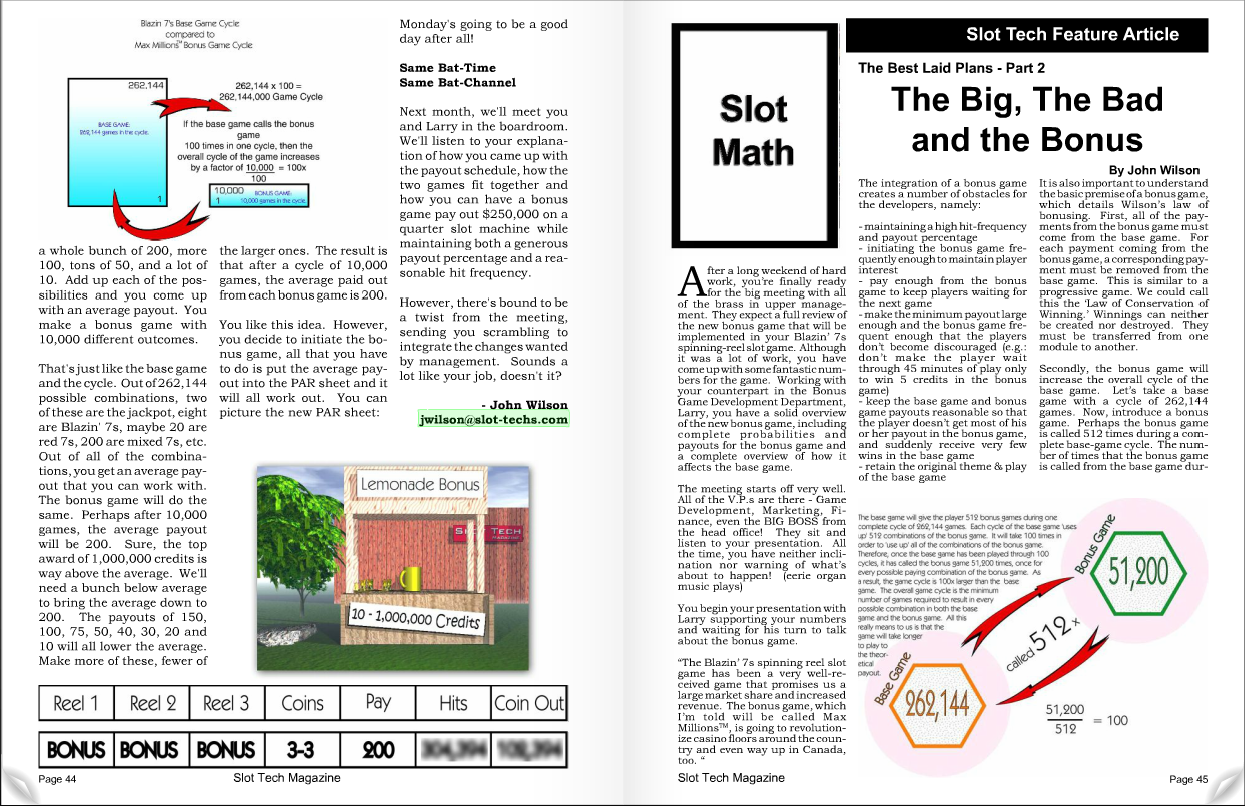 Blazin 7's Base Game Cycle
compared to
Max Millions™ Bonus Game Cycle
262,144
BASE GAME:
262,144 games in the cycle.
1
262,144 x 100 =
262,144,000 Game Cycle
If the base game calls the bonus
game
100 times in one cycle, then the
overall cycle of the game increases
by a factor of 10,000 = 100x
100
10,000
BONUS GAME:
1
10,000 games in the cycle.
a whole bunch of 200, more
100, tons of 50, and a lot of
10. Add up each of the pos-
sibilities and you come up
with an average payout. You
make a bonus game with
10,000 different outcomes.
That's just like the base game
and the cycle. Out of 262,144
possible combinations, two
of these are the jackpot, eight
are Blazin' 7's, maybe 20 are
red 7s, 200 are mixed 7s, etc.
Out of all of the combina-
tions, you get an average pay-
out that you can work with.
The bonus game will do the
same. Perhaps after 10,000
games, the average payout
will be 200. Sure, the top
award of 1,000,000 credits is
way above the average. We'll
need a bunch below average
to bring the average down to
200. The payouts of 150,
100, 75, 50, 40, 30, 20 and
10 will all lower the average.
Make more of these, fewer of
the larger ones. The result is
that after a cycle of 10,000
games, the average paid out
from each bonus game is 200.
You like this idea. However,
you decide to initiate the bo-
nus game, all that you have
to do is put the average pay-
out into the PAR sheet and it
will all work out. You can
picture the new PAR sheet:
Monday's going to be a good
day after all!
Same Bat-Time
Same Bat-Channel
Next month, we'll meet you
and Larry in the boardroom.
We'll listen to your explana-
tion of how you came up with
the payout schedule, how the
two games fit together and
how you can have a bonus
game pay out $250,000 on a
quarter slot machine while
maintaining both a generous
payout percentage and a rea-
sonable hit frequency.
However, there's bound to be
a twist from the meeting,
sending you scrambling to
integrate the changes wanted
by management. Sounds a
lot like your job, doesn't it?
- John Wilson
jwilson@slot-techs.com
Lemonade Bonus
Slot Tech
10 - 1,000,000 Credits
Reel 1 Reel 2 Reel 3 Coins Pay Hits Coin Out
BONUS BONUS BONUS 3-3 200
Page 44
Slot Tech Magazine
Slot
Math
Slot Tech Feature Article
The Best Laid Plans - Part 2
The Big, The Bad
and the Bonus
By John Wilson
After a long weekend of hard
work, you're finally ready
for the big meeting with all
of the brass in upper manage-
ment. They expect a full review of
the new bonus game that will be
implemented in your Blazin' 7s
spinning-reel slot game. Although
it was a lot of work, you have
come up with some fantastic num-
bers for the game. Working with
your counterpart in the Bonus
Game Development Department,
Larry, you have a solid overview
of the new bonus game, including
complete probabilities and
payouts for the bonus game and
a complete overview of how it
affects the base game.
The meeting starts off very well.
All of the V.P.s are there - Game
Development, Marketing, Fi-
nance, even the BIG BOSS from
the head office! They sit and
listen to your presentation. All
the time, you have neither incli-
nation nor warning of what's
about to happen! (eerie organ
music plays)
You begin your presentation with
Larry supporting your numbers
and waiting for his turn to talk
about the bonus game.
"The Blazin' 7s spinning reel slot
game has been a very well-re-
ceived game that promises us a
large market share and increased
revenue. The bonus game, which
I'm told will be called Max
Millions™, is going to revolution-
ize casino floors around the coun-
try and even way up in Canada,
too. "
The integration of a bonus game
creates a number of obstacles for
the developers, namely:
- maintaining a high hit-frequency
and payout percentage
- initiating the bonus game fre-
quently enough to maintain player
interest
- pay enough from the bonus
game to keep players waiting for
the next game
- make the minimum payout large
enough and the bonus game fre-
quent enough that the players
don't become discouraged (e.g.:
don't make the player wait
through 45 minutes of play only
to win 5 credits in the bonus
game)
- keep the base game and bonus
game payouts reasonable so that
the player doesn't get most of his
or her payout in the bonus game,
and suddenly receive very few
wins in the base game
- retain the original theme & play
of the base game
It is also important to understand
the basic premise of a bonus game,
which details Wilson's law of
bonusing. First, all of the pay-
ments from the bonus game must
come from the base game. For
each payment coming from the
bonus game, a corresponding pay-
ment must be removed from the
base game. This is similar to a
progressive game. We could call
this the 'Law of Conservation of
Winning.' Winnings can neither
be created nor destroyed. They
must be transferred from one
module to another.
Secondly, the bonus game will
increase the overall cycle of the
base game. Let's take a base
game with a cycle of 262,144
games. Now, introduce a bonus
game. Perhaps the bonus game
is called 512 times during a com-
plete base-game cycle. The num-
ber of times that the bonus game
is called from the base game dur-
The base game will give the player 512 bonus games during one
complete cycle of 262,144 games. Each cycle of the base game 'uses
up' 512 combinations of the bonus game. It will take 100 times in
order to 'use up' all of the combinations of the bonus game.
Therefore, once the base game has been played through 100
cycles, it has called the bonus game 51,200 times, once for
every possible paying combination of the bonus game. As
a result, the game cycle is 100x larger than the base
game. The overall game cycle is the minimum
number of games required to result in every
possible combination in both the base
game and the bonus game. All this
really means to us is that the
game will take longer
to play to
the theor-
etical
payout.
Bonus Game
51,200
called 512 x
Base Game
262,144
51,200
512
= 100
Slot Tech Magazine
Page 45